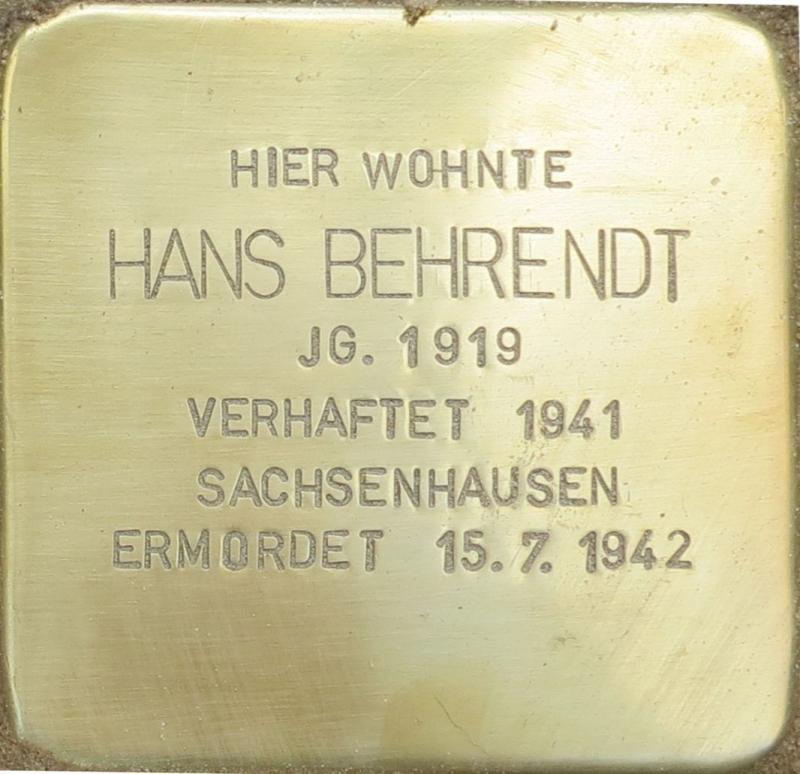 HIER WOHNTE
HANS BEHRENDT
JG. 1919
VERHAFTET 1941
SACHSENHAUSEN
ERMORDET 15.7. 1942